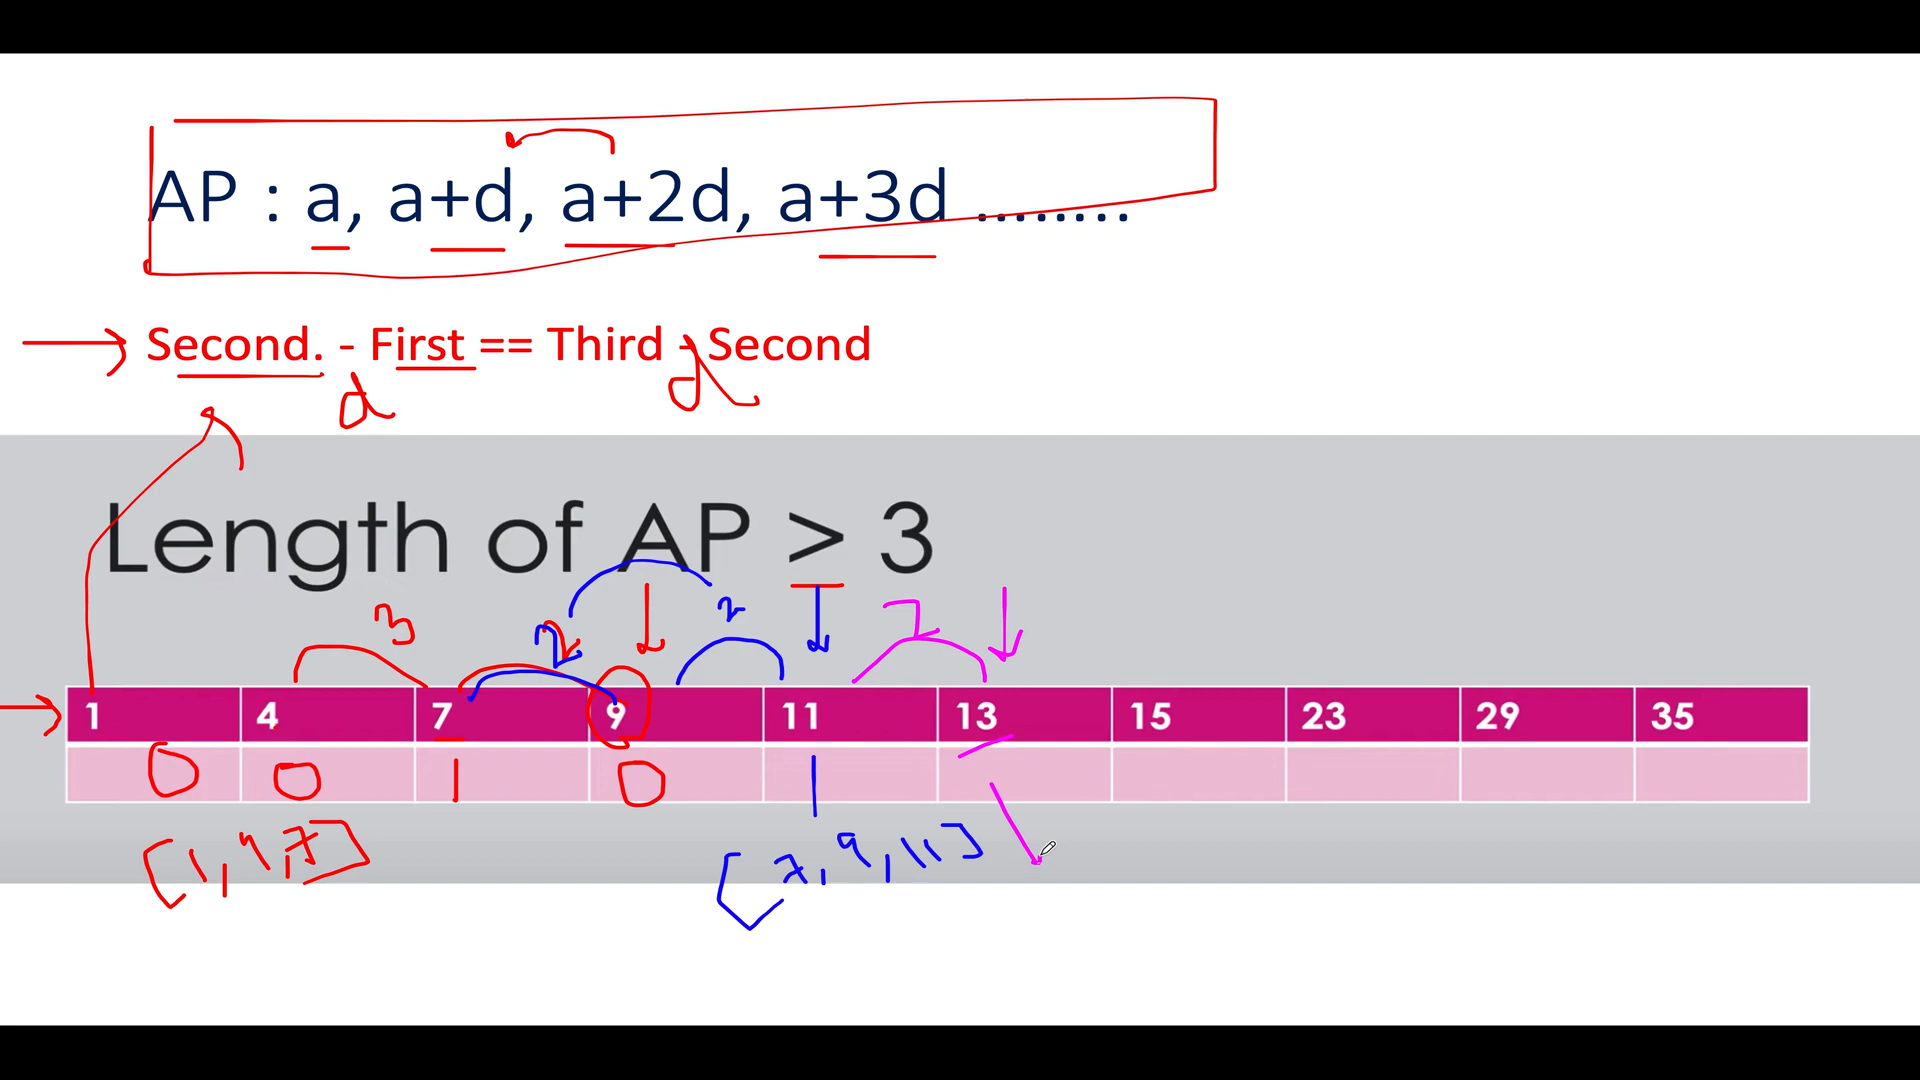 AP : a, a+d, a+2d, a+3d ........
Second. - First == Third - Second
d d
Length of AP > 3
3 2 2 2
1 4 7 9 11 13 15 23 29 35
0 0 1 0 1
[1, 4, 7] [7, 9, 11]